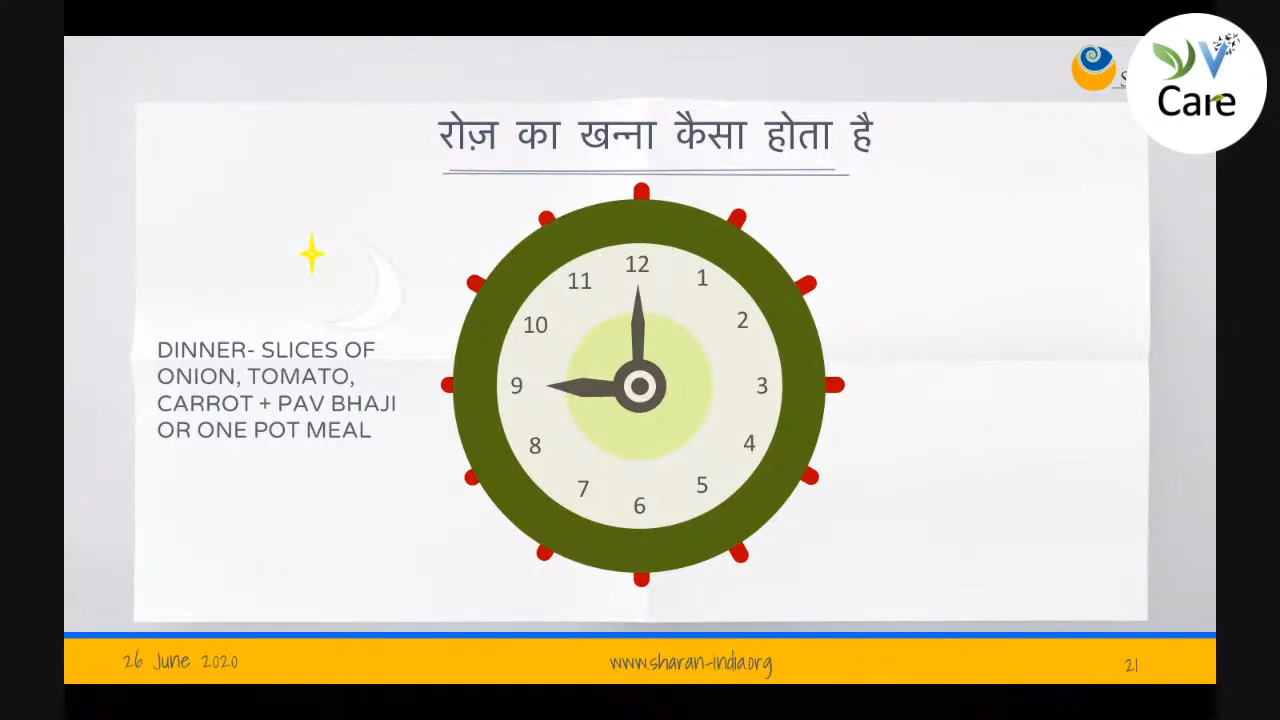 Care
रोज़ का खन्ना कैसा होता है
12
1
2
3
4
5
6
7
8
9
10
11
DINNER- SLICES OF
ONION, TOMATO,
CARROT + PAV BHAJI
OR ONE POT MEAL
26 June 2020
www.sharan-india.org
21